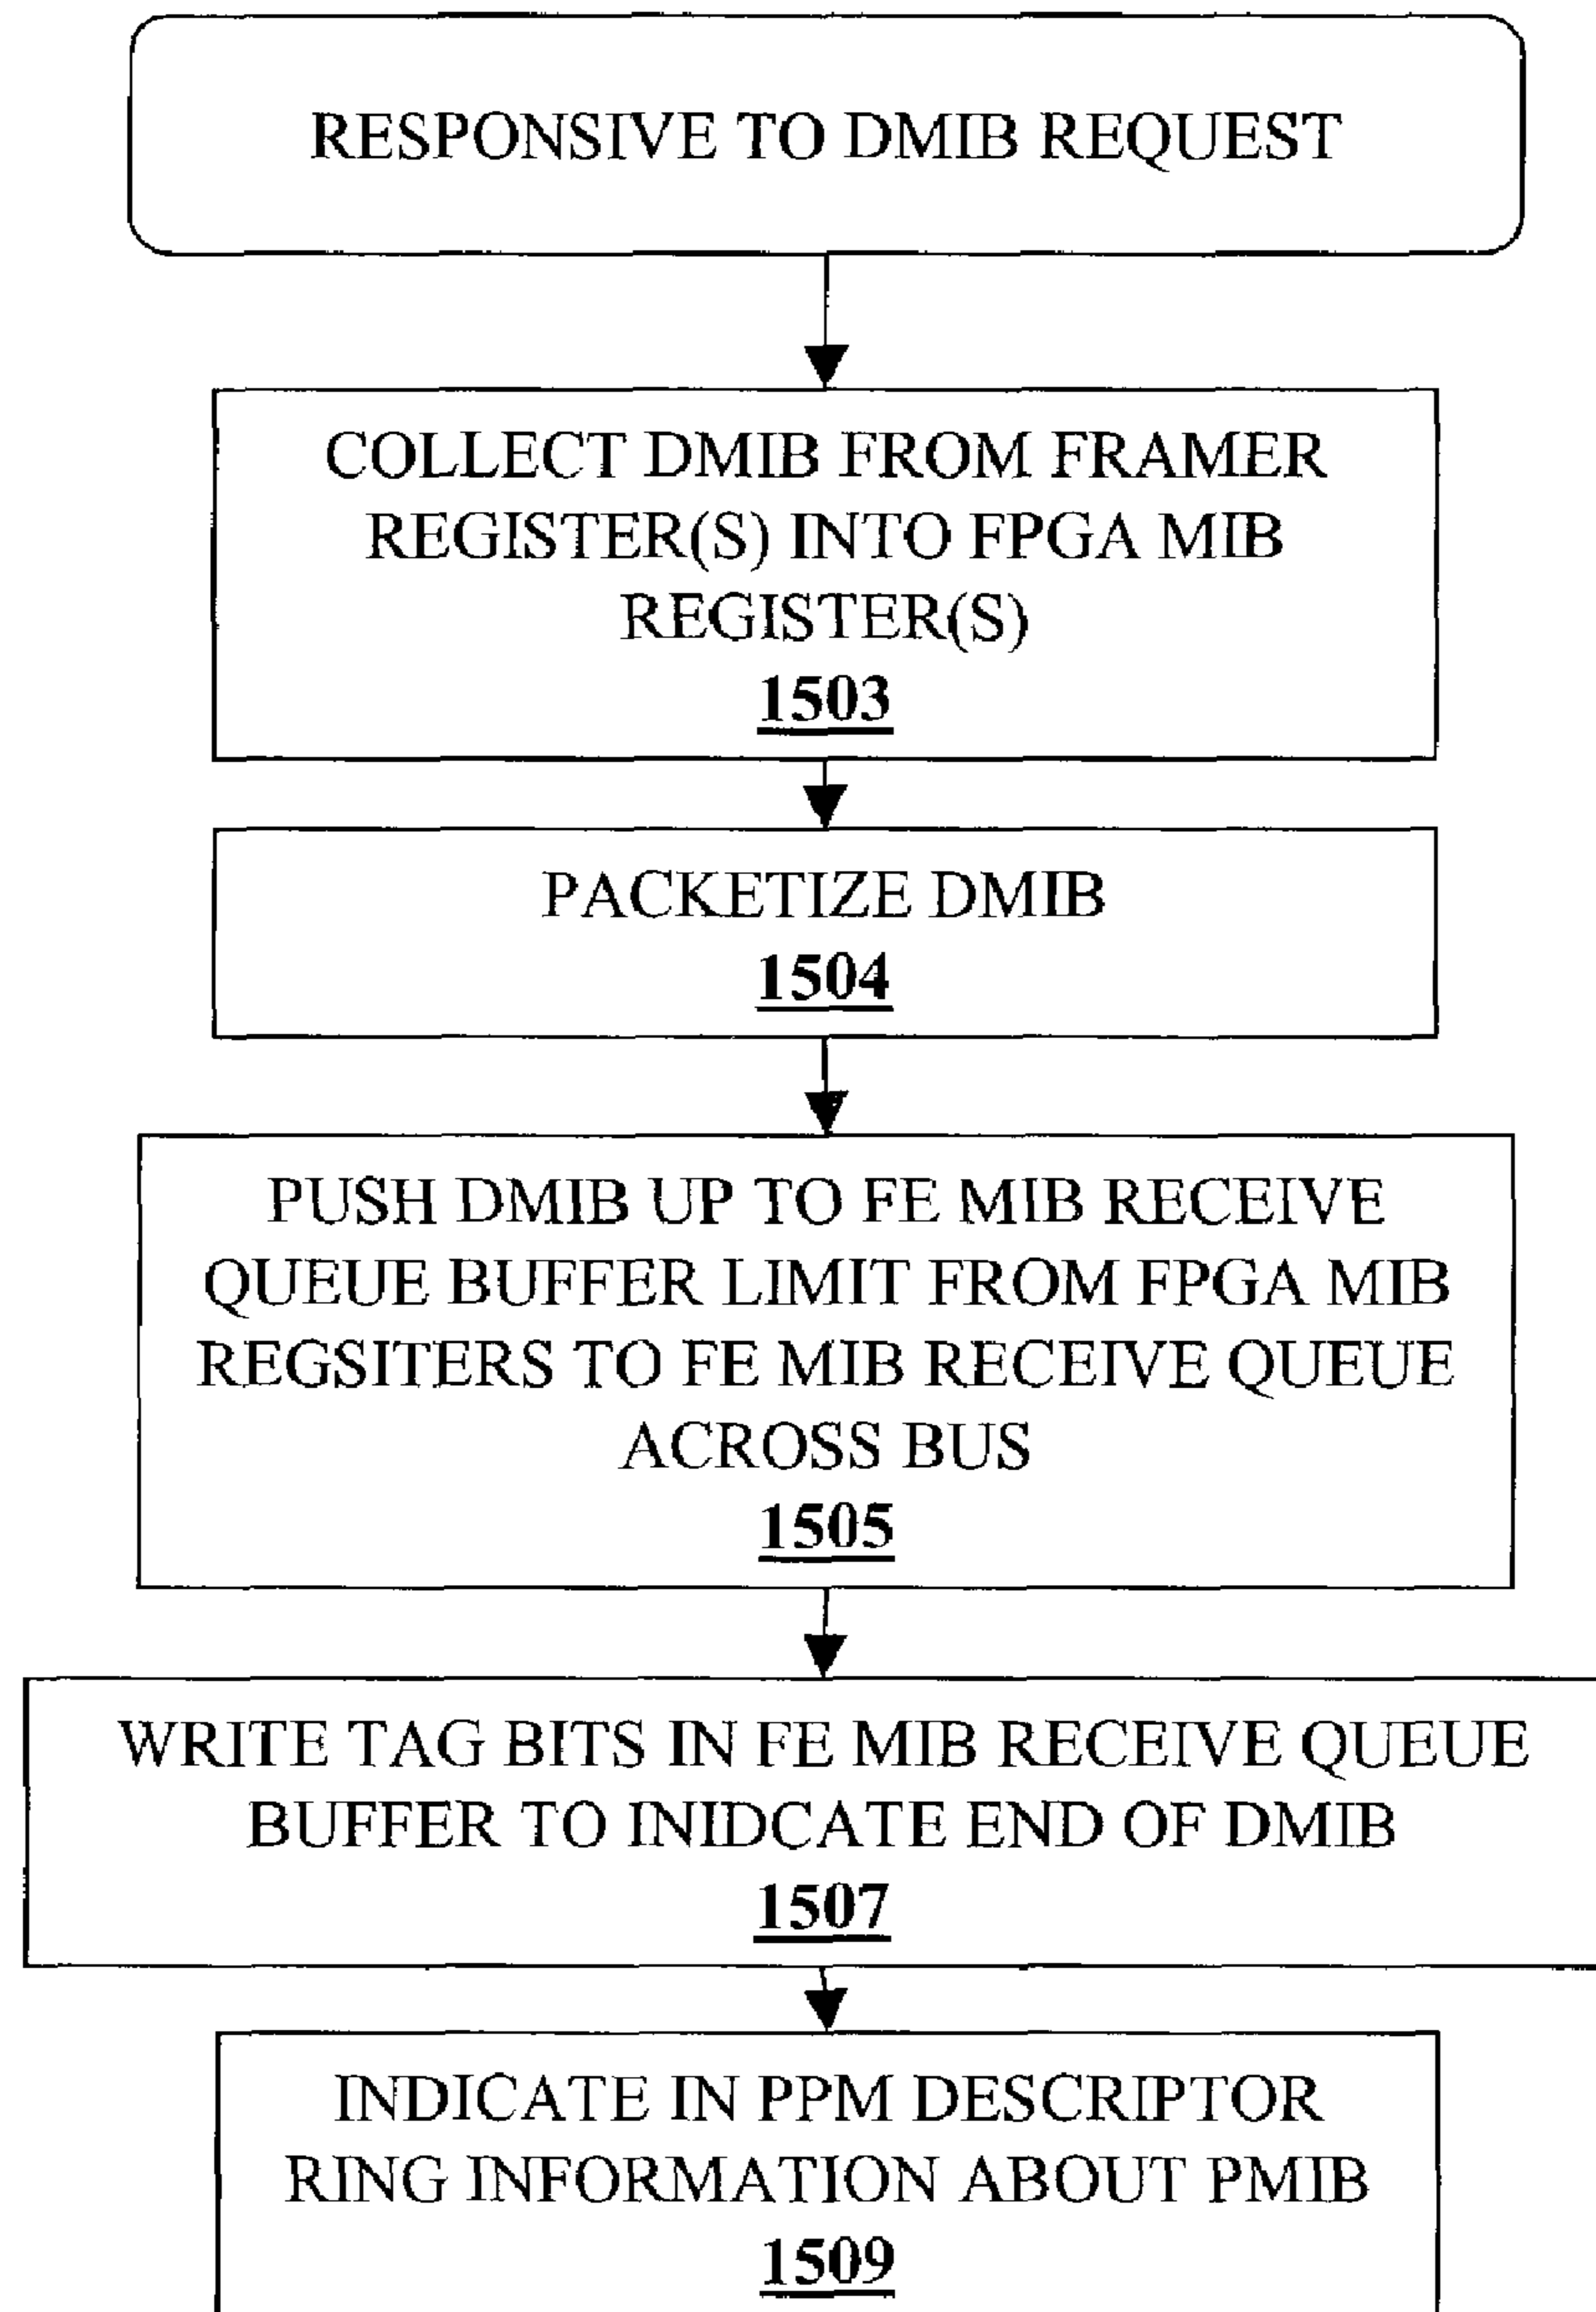 RESPONSIVE TO DMIB REQUEST
COLLECT DMIB FROM FRAMER
REGISTER(S) INTO FPGA MIB
REGISTER(S)
1503
PACKETIZE DMIB
1504
PUSH DMIB UP TO FE MIB RECEIVE
QUEUE BUFFER LIMIT FROM FPGA MIB
REGSITERS TO FE MIB RECEIVE QUEUE
ACROSS BUS
1505
WRITE TAG BITS IN FE MIB RECEIVE QUEUE
BUFFER TO INIDCATE END OF DMIB
1507
INDICATE IN PPM DESCRIPTOR
RING INFORMATION ABOUT PMIB
1509